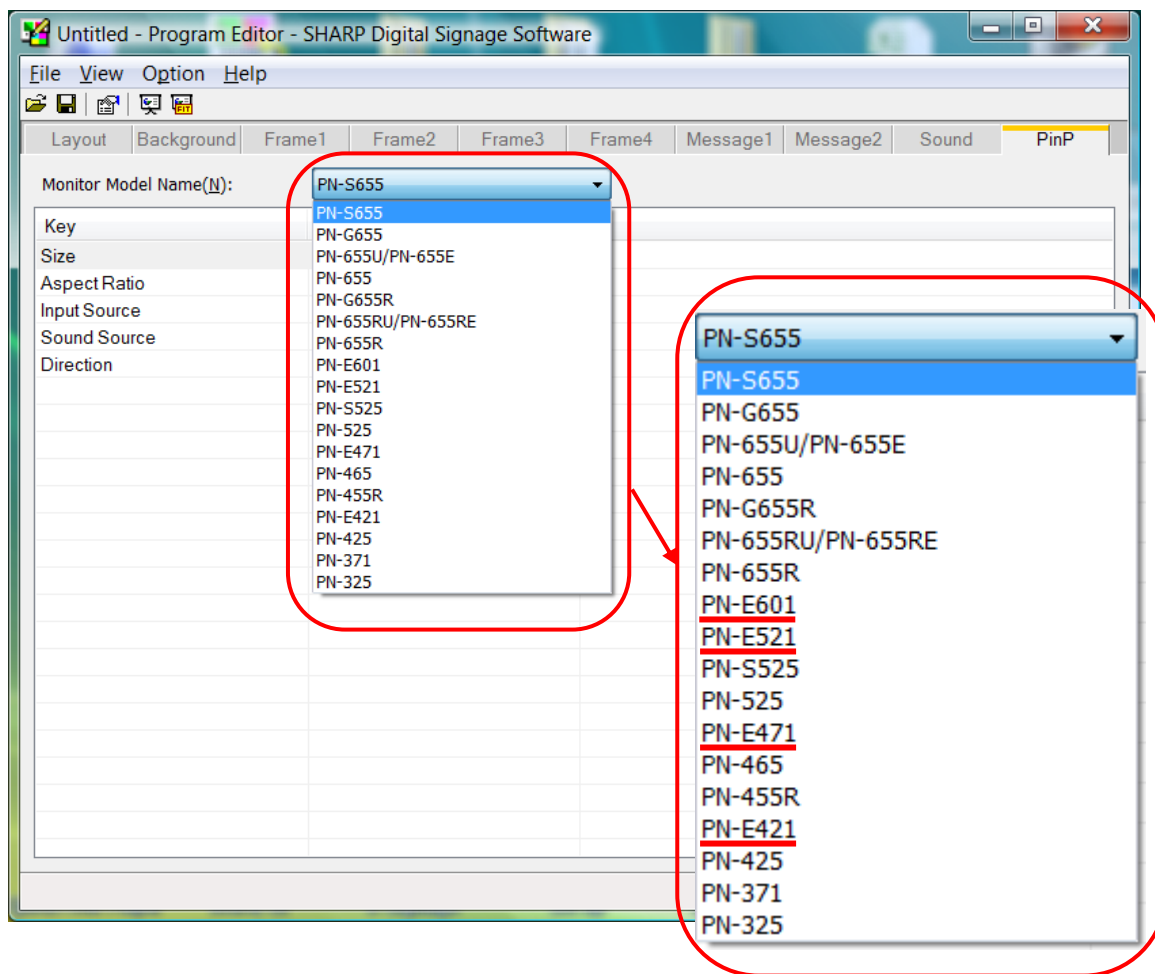 Untitled - Program Editor - SHARP Digital Signage Software
File View Option Help
FIT
Layout Background Frame1 Frame2 Frame3 Frame4 Message1 Message2 Sound PinP
Monitor Model Name(N): PN-S655
Key
Size
Aspect Ratio
Input Source
Sound Source
Direction
PN-S655
PN-G655
PN-655U/PN-655E
PN-655
PN-G655R
PN-655RU/PN-655RE
PN-655R
PN-E601
PN-E521
PN-S525
PN-525
PN-E471
PN-465
PN-455R
PN-E421
PN-425
PN-371
PN-325
PN-S655
PN-S655
PN-G655
PN-655U/PN-655E
PN-655
PN-G655R
PN-655RU/PN-655RE
PN-655R
PN-E601
PN-E521
PN-S525
PN-525
PN-E471
PN-465
PN-455R
PN-E421
PN-425
PN-371
PN-325